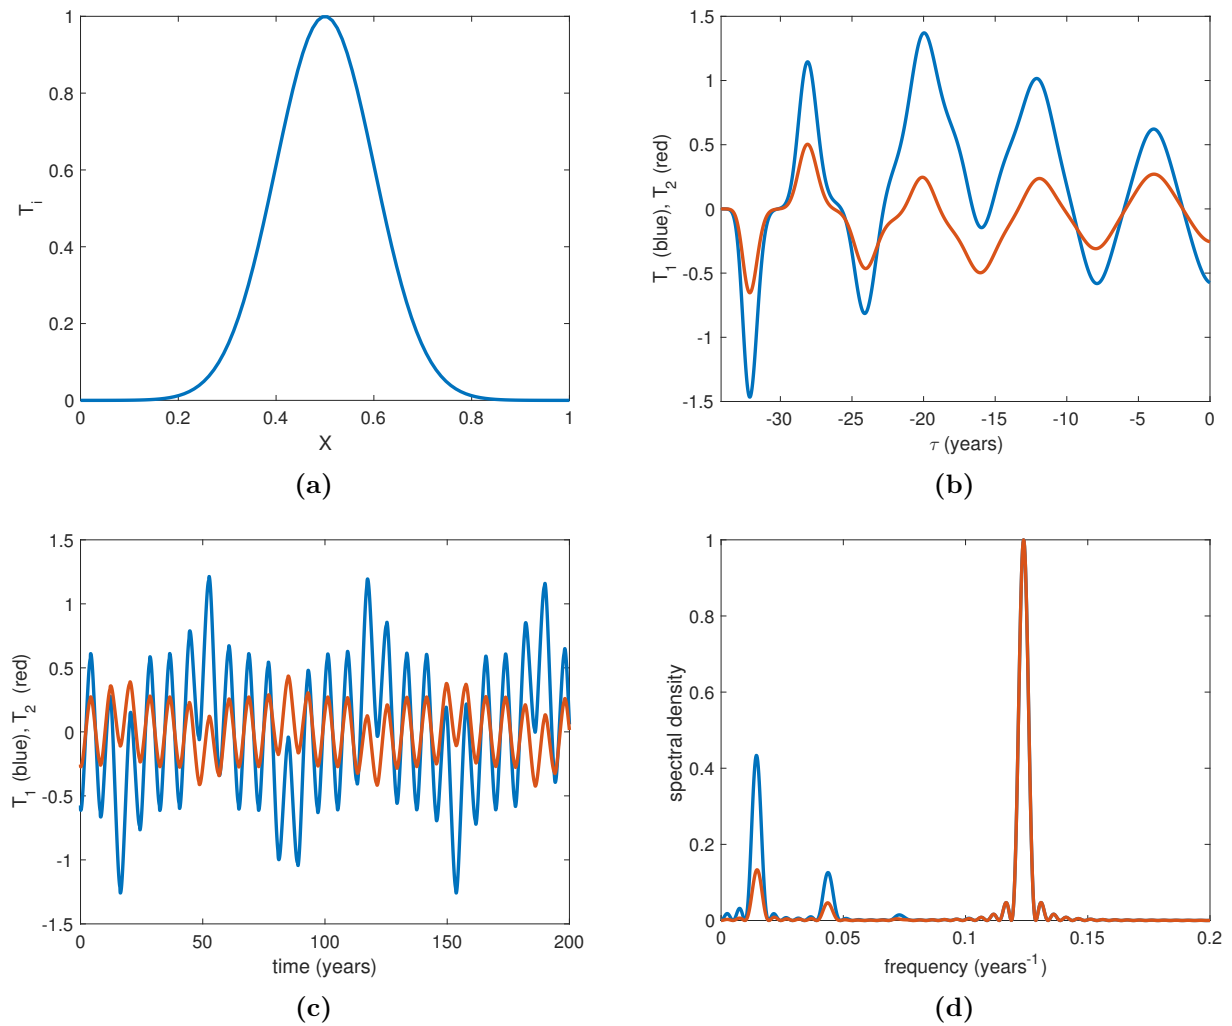 1
0.8
0.6
0.4
0.2
0
0 0.2 0.4 0.6 0.8 1
T_i
X
(a)
1.5
1
0.5
0
-0.5
-1
-1.5
-30 -25 -20 -15 -10 -5 0
T_1 (blue), T_2 (red)
τ (years)
(b)
1.5
1
0.5
0
-0.5
-1
-1.5
0 50 100 150 200
T_1 (blue), T_2 (red)
time (years)
(c)
1
0.8
0.6
0.4
0.2
0
0 0.05 0.1 0.15 0.2
spectral density
frequency (years^-1)
(d)